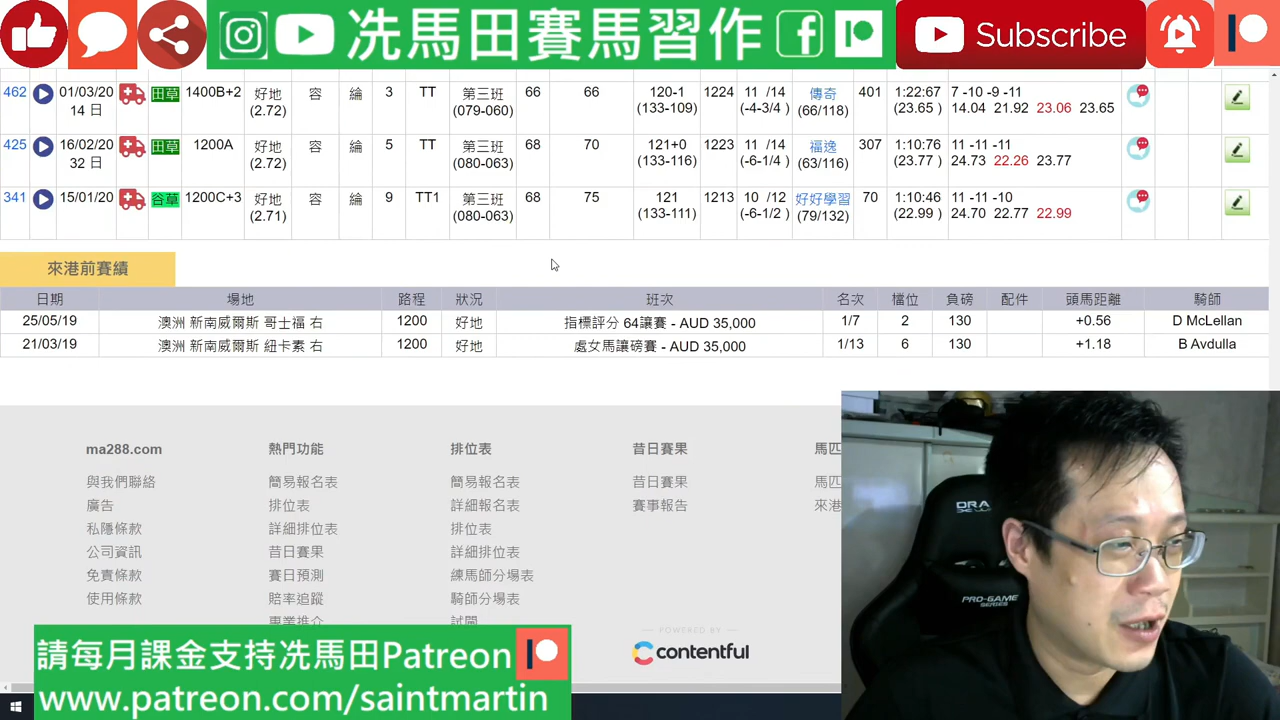 冼馬田賽馬習作
Subscribe
462 01/03/20 田草 1400B+2 好地 容 綸 3 TT 第三班 66 66 120-1 1224 11 /14 傳奇 401 1:22:67 7 -10 -9 -11
14 日 (2.72) (079-060) (133-109) (-4-3/4 ) (66/118) (23.65 ) 14.04 21.92 23.06 23.65
425 16/02/20 田草 1200A 好地 容 綸 5 TT 第三班 68 70 121+0 1223 11 /14 福逸 307 1:10:76 11 -11 -11
32 日 (2.72) (080-063) (133-116) (-6-1/4 ) (63/116) (23.77 ) 24.73 22.26 23.77
341 15/01/20 谷草 1200C+3 好地 容 綸 9 TT1 第三班 68 75 121 1213 10 /12 好好學習 70 1:10:46 11 -11 -10
(2.71) (080-063) (133-111) (-6-1/2 ) (79/132) (22.99 ) 24.70 22.77 22.99
來港前賽績
日期 場地 路程 狀況 班次 名次 檔位 負磅 配件 頭馬距離 騎師
25/05/19 澳洲 新南威爾斯 哥士福 右 1200 好地 指標評分 64讓賽 - AUD 35,000 1/7 2 130 +0.56 D McLellan
21/03/19 澳洲 新南威爾斯 紐卡素 右 1200 好地 處女馬讓磅賽 - AUD 35,000 1/13 6 130 +1.18 B Avdulla
ma288.com 熱門功能 排位表 昔日賽果 馬匹
與我們聯絡 簡易報名表 簡易報名表 昔日賽果 馬匹
廣告 排位表 詳細報名表 賽事報告 來港
私隱條款 詳細排位表 排位表
公司資訊 昔日賽果 詳細排位表
免責條款 賽日預測 練馬師分場表
使用條款 賠率追蹤 騎師分場表
專業推介 試閘
POWERED BY
contentful
DRA
PRO-GAME
SERIES
請每月課金支持冼馬田Patreon
www.patreon.com/saintmartin